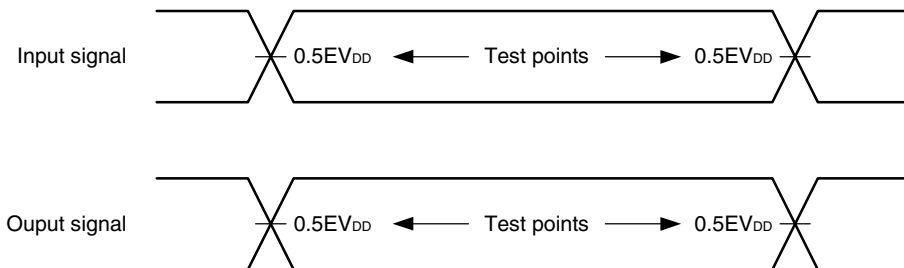 Input signal 0.5EVDD Test points 0.5EVDD
Ouput signal 0.5EVDD Test points 0.5EVDD